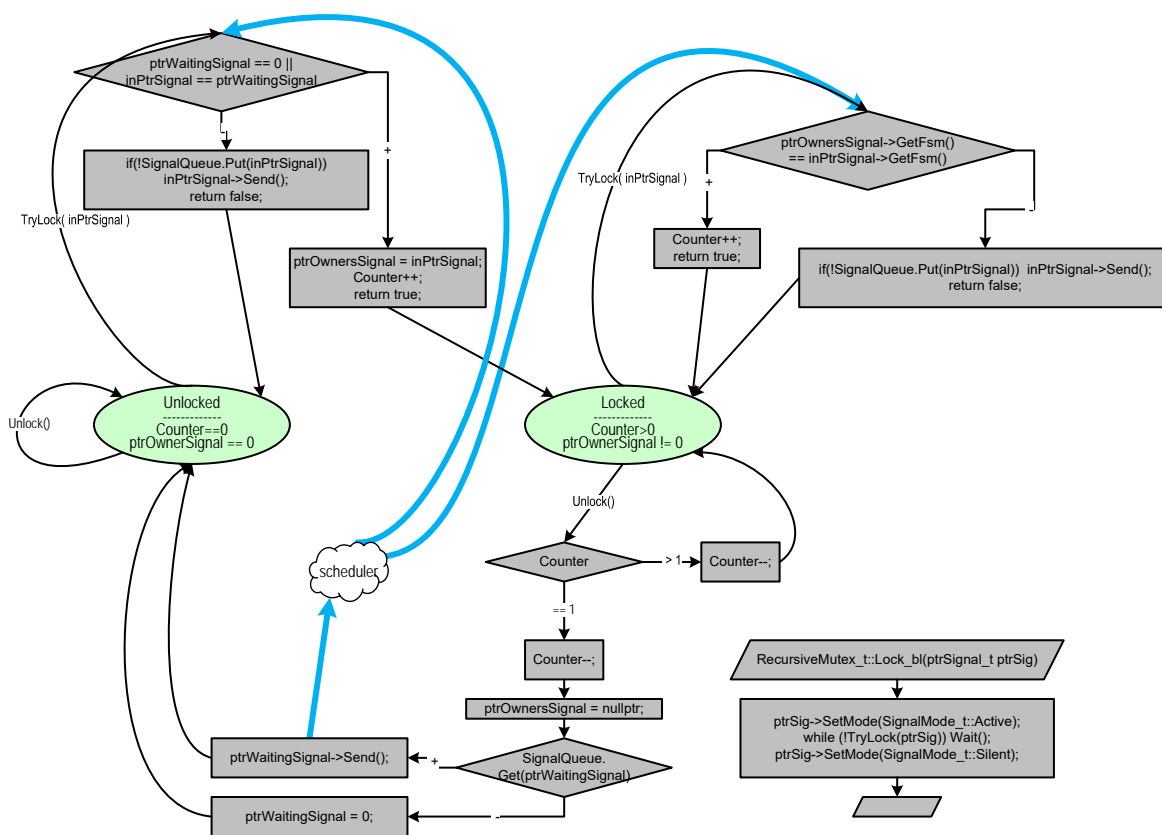 ptrWaitingSignal == 0 ||
inPtrSignal == ptrWaitingSignal
-
+
if(!SignalQueue.Put(inPtrSignal))
inPtrSignal->Send();
return false;
TryLock( inPtrSignal )
ptrOwnersSignal = inPtrSignal;
Counter++;
return true;
ptrOwnersSignal->GetFsm()
== inPtrSignal->GetFsm()
TryLock( inPtrSignal )
+
-
Counter++;
return true;
if(!SignalQueue.Put(inPtrSignal)) inPtrSignal->Send();
return false;
Unlocked
-------------
Counter==0
ptrOwnerSignal == 0
Unlock()
Locked
-------------
Counter>0
ptrOwnerSignal != 0
Unlock()
scheduler
Counter
> 1
Counter--;
== 1
Counter--;
ptrOwnersSignal = nullptr;
SignalQueue.
Get(ptrWaitingSignal)
+
ptrWaitingSignal->Send();
-
ptrWaitingSignal = 0;
RecursiveMutex_t::Lock_bl(ptrSignal_t ptrSig)
ptrSig->SetMode(SignalMode_t::Active);
while (!TryLock(ptrSig)) Wait();
ptrSig->SetMode(SignalMode_t::Silent);